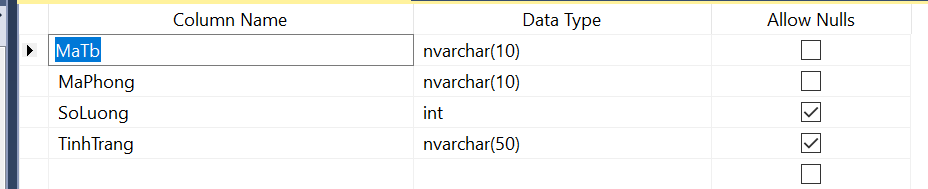 Column Name Data Type Allow Nulls
MaTb nvarchar(10)
MaPhong nvarchar(10)
SoLuong int
TinhTrang nvarchar(50)